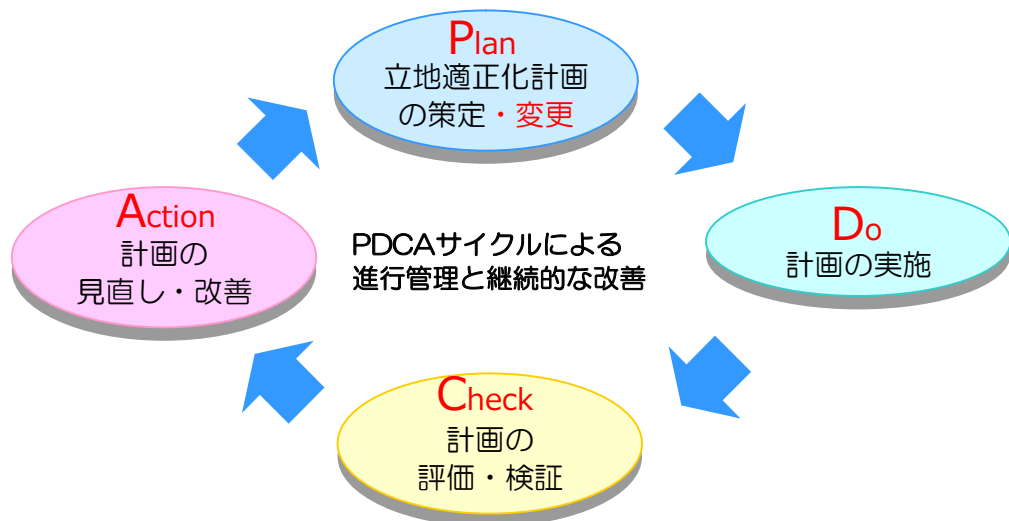 Plan
立地適正化計画
の策定・変更
Do
計画の実施
Check
計画の
評価・検証
Action
計画の
見直し・改善
PDCAサイクルによる
進行管理と継続的な改善